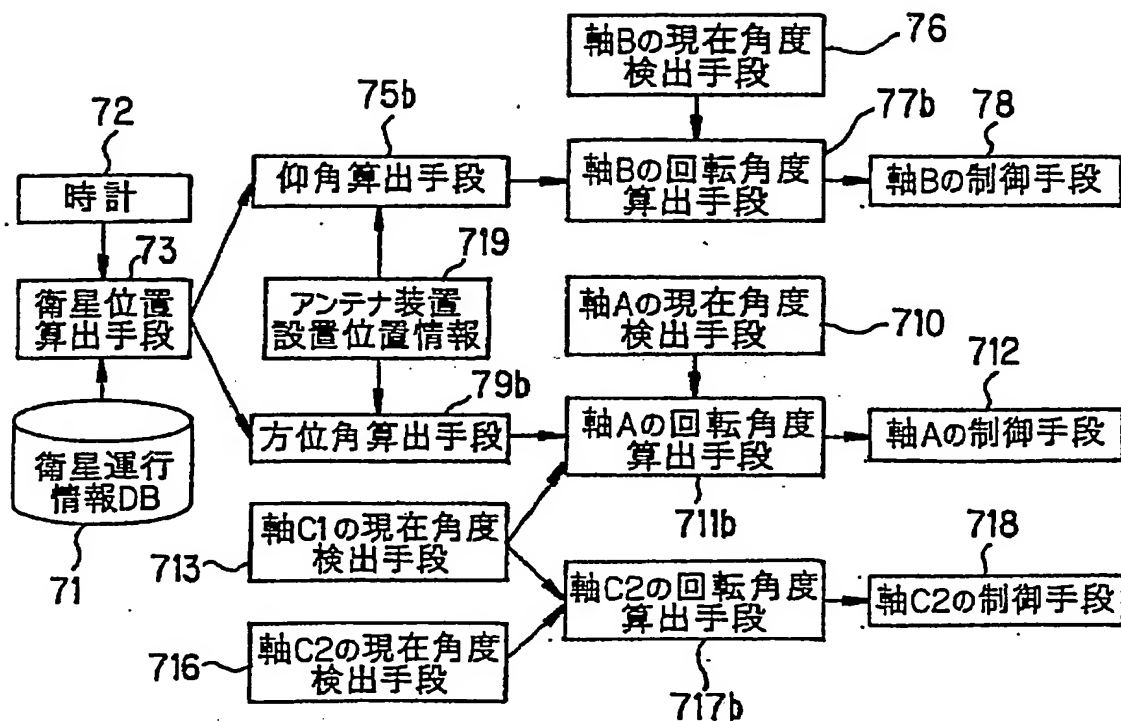 軸Bの現在角度
検出手段
76
72
75b
77b
78
時計
仰角算出手段
軸Bの回転角度
算出手段
軸Bの制御手段
73
719
衛星位置
算出手段
アンテナ装置
設置位置情報
軸Aの現在角度
検出手段
710
79b
712
衛星運行
情報DB
方位角算出手段
軸Aの回転角度
算出手段
軸Aの制御手段
71
713
軸C1の現在角度
検出手段
711b
718
軸C2の回転角度
算出手段
軸C2の制御手段
716
軸C2の現在角度
検出手段
717b